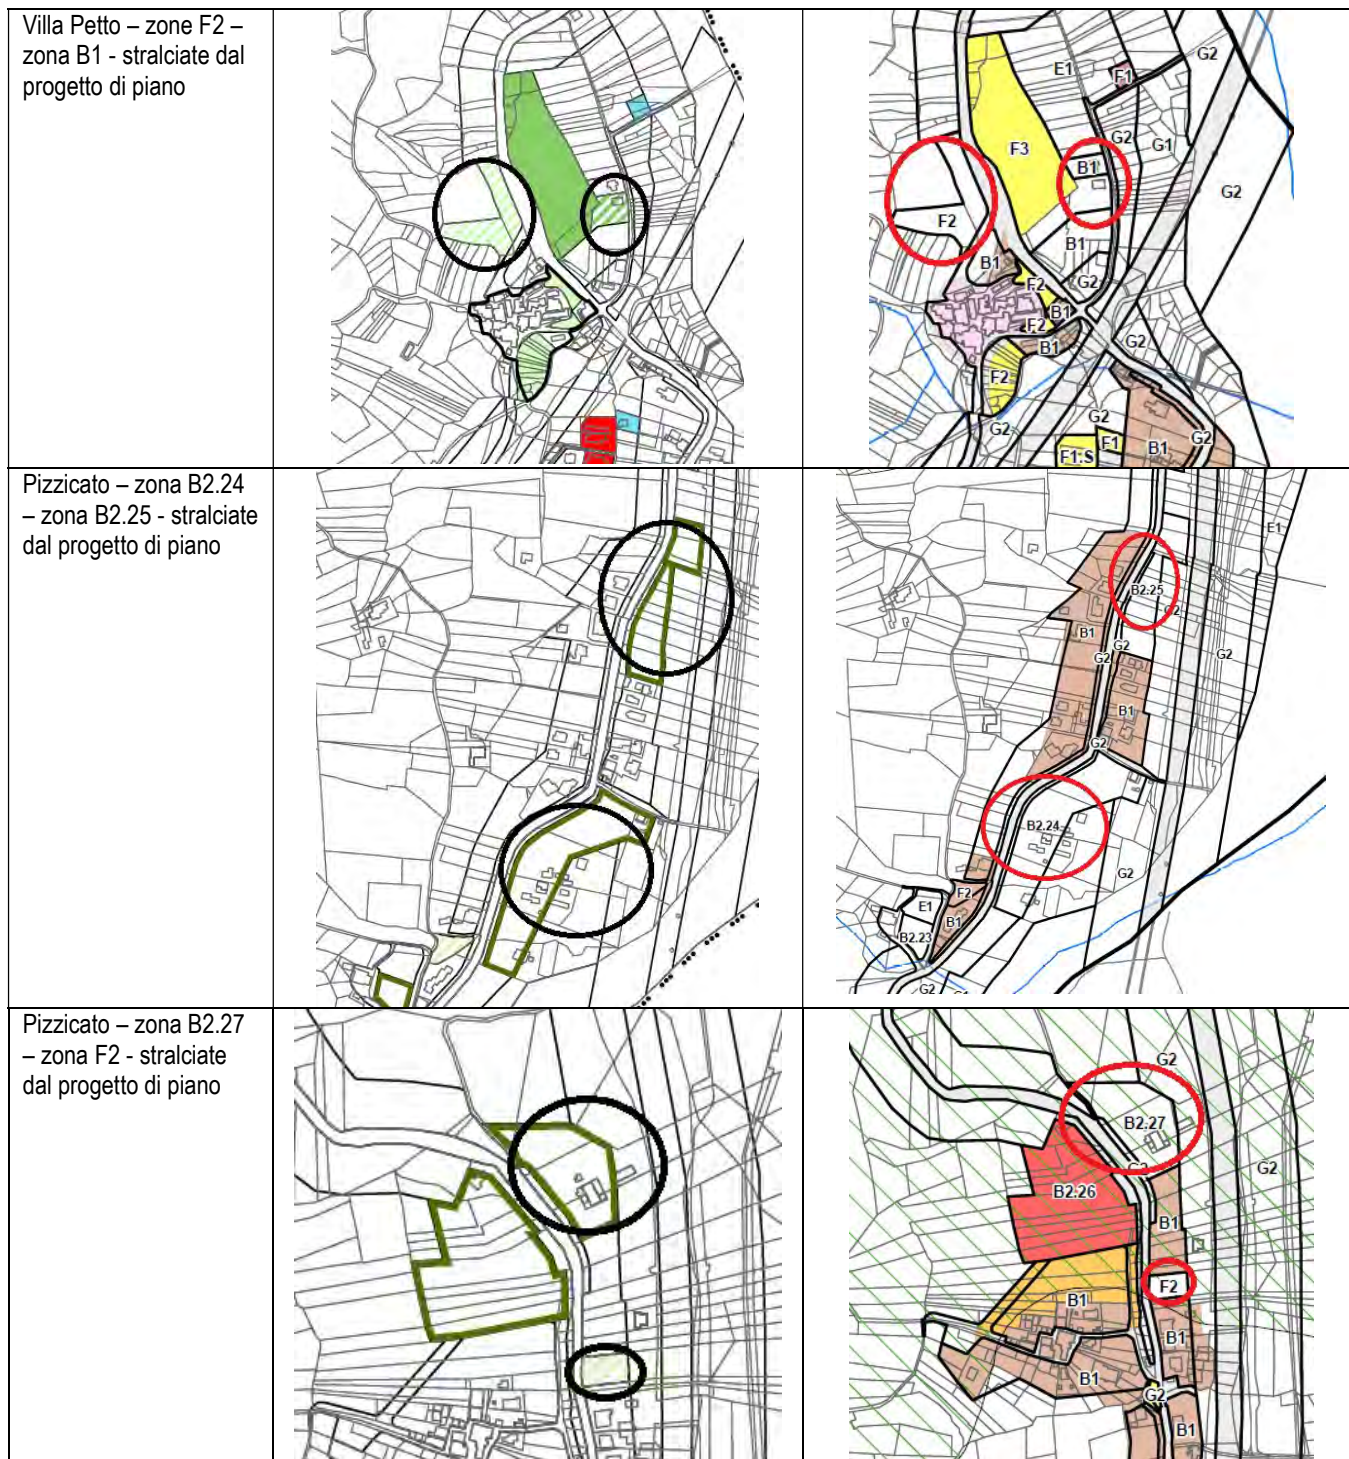 Villa Petto – zone F2 –
zona B1 - stralciate dal
progetto di piano
E1
F1
G2
F3
G2
G1
B1
G2
F2
B1
B1
G2
F2
B1
F2
B1
G2
F2
G2
G2
F1
B1
G2
F1.S
Pizzicato – zona B2.24
– zona B2.25 - stralciate
dal progetto di piano
E1
B2.25
G2
B1
G2
G2
G2
B1
G2
B2.24
G2
F2
E1
B1
B2.23
G2
Pizzicato – zona B2.27
– zona F2 - stralciate
dal progetto di piano
G2
B2.27
G2
G2
B2.26
B1
F2
B1
B1
B1
G2
B1